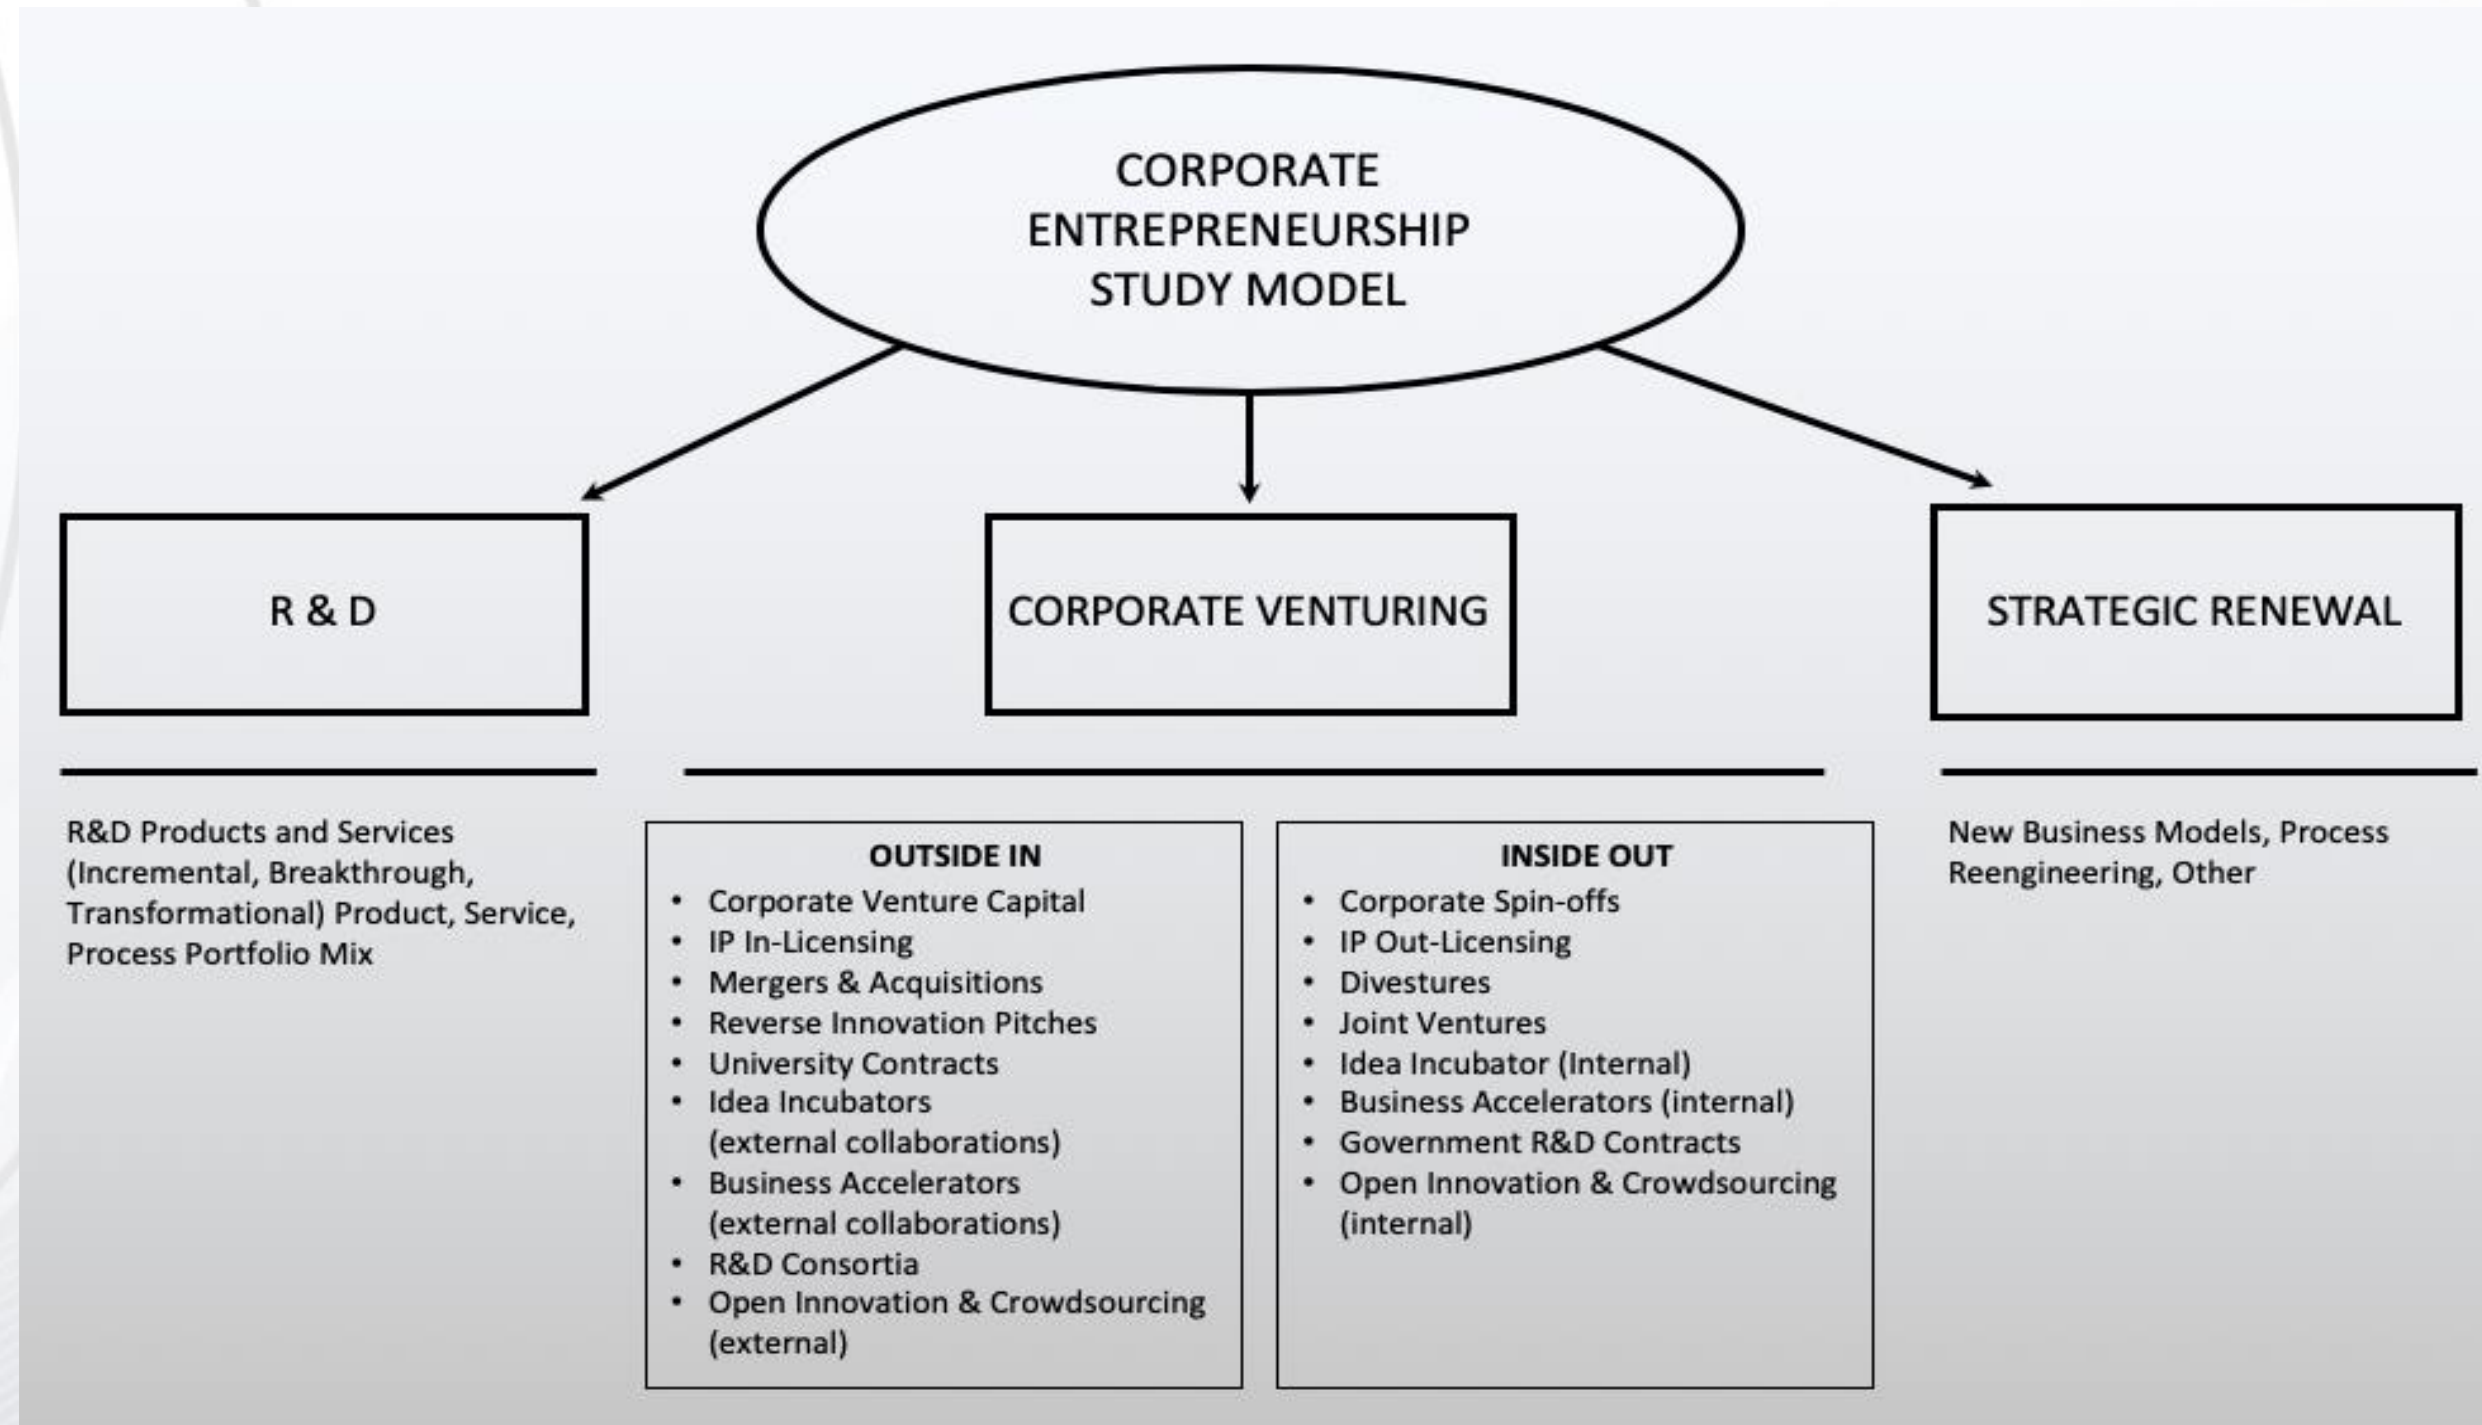 CORPORATE
ENTREPRENEURSHIP
STUDY MODEL
R & D
CORPORATE VENTURING
STRATEGIC RENEWAL
R&D Products and Services
(Incremental, Breakthrough,
Transformational) Product, Service,
Process Portfolio Mix
OUTSIDE IN
• Corporate Venture Capital
• IP In-Licensing
• Mergers & Acquisitions
• Reverse Innovation Pitches
• University Contracts
• Idea Incubators
(external collaborations)
• Business Accelerators
(external collaborations)
• R&D Consortia
• Open Innovation & Crowdsourcing
(external)
INSIDE OUT
• Corporate Spin-offs
• IP Out-Licensing
• Divestures
• Joint Ventures
• Idea Incubator (Internal)
• Business Accelerators (internal)
• Government R&D Contracts
• Open Innovation & Crowdsourcing
(internal)
New Business Models, Process
Reengineering, Other